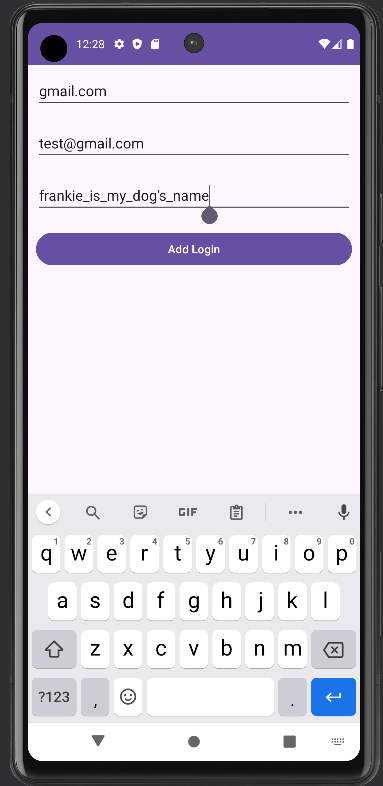 12:28
gmail.com
test@gmail.com
frankie_is_my_dog's_name
Add Login
GIF
1 2 3 4 5 6 7 8 9 0
q w e r t y u i o p
a s d f g h j k l
z x c v b n m
?123 , .